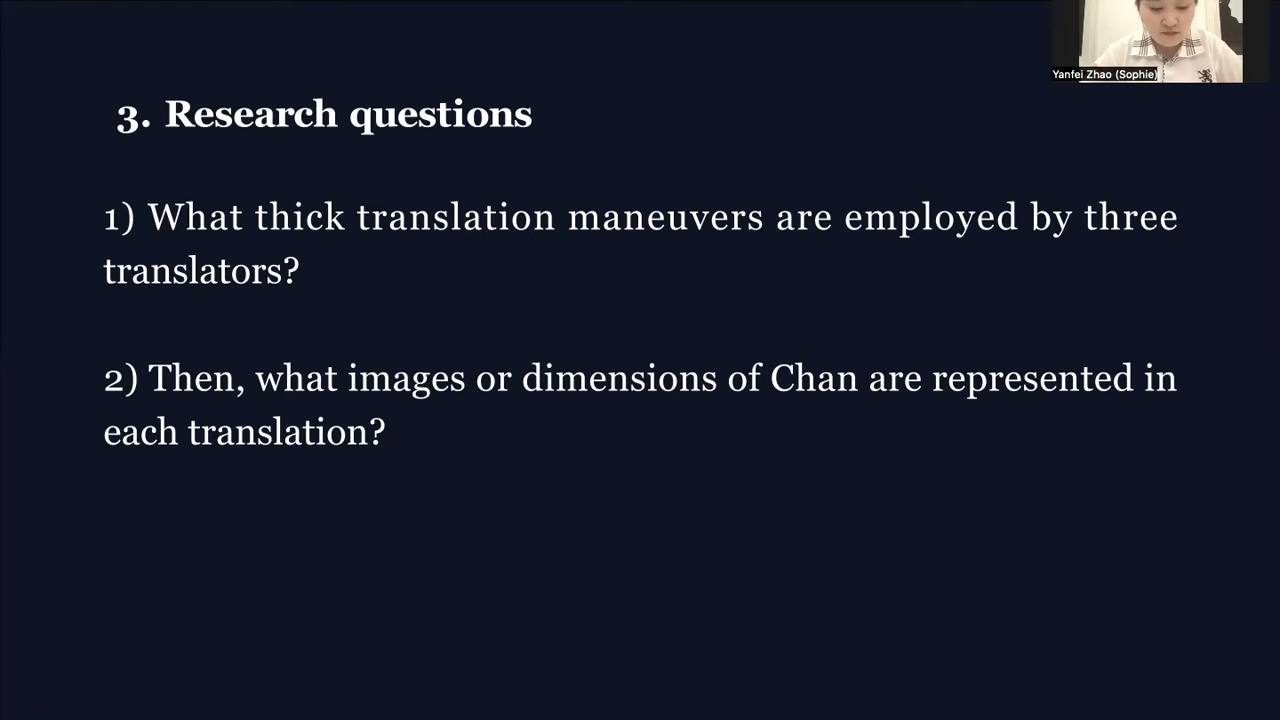 Yanfei Zhao (Sophie)
3. Research questions
1) What thick translation maneuvers are employed by three
translators?
2) Then, what images or dimensions of Chan are represented in
each translation?